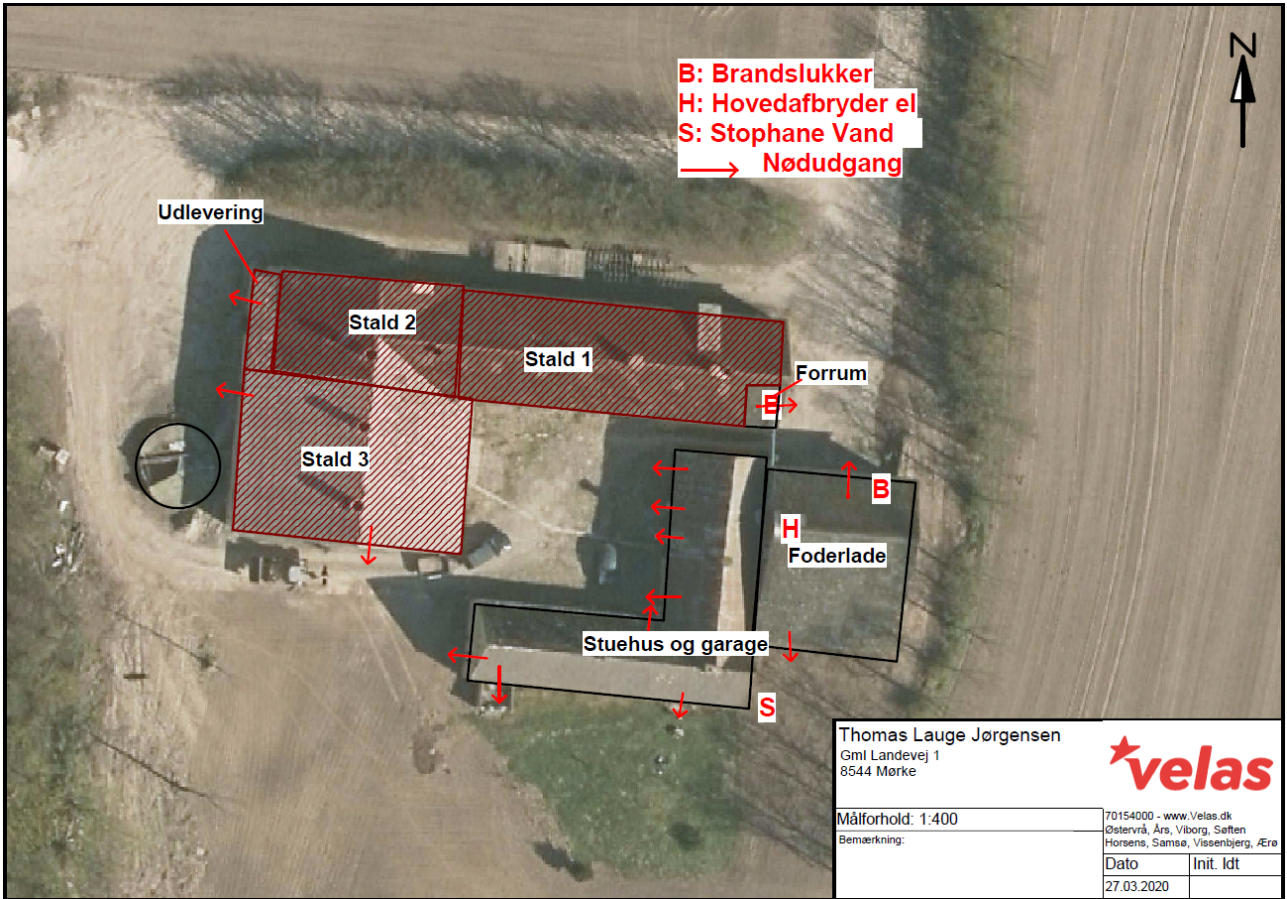 N
B: Brandslukker
H: Hovedafbryder el
S: Stophane Vand
Nødudgang
Udlevering
Stald 2
Stald 1
Forrum
B
Stald 3
B
H
Foderlade
Stuehus og garage
S
Thomas Lauge Jørgensen
Gml Landevej 1
8544 Mørke
velas
Målforhold: 1:400
Bemærkning:
70154000 - www.Velas.dk
Østervrå, Års, Viborg, Søften
Horsens, Samsø, Vissenbjerg, Ærø
Dato Init. ldt
27.03.2020